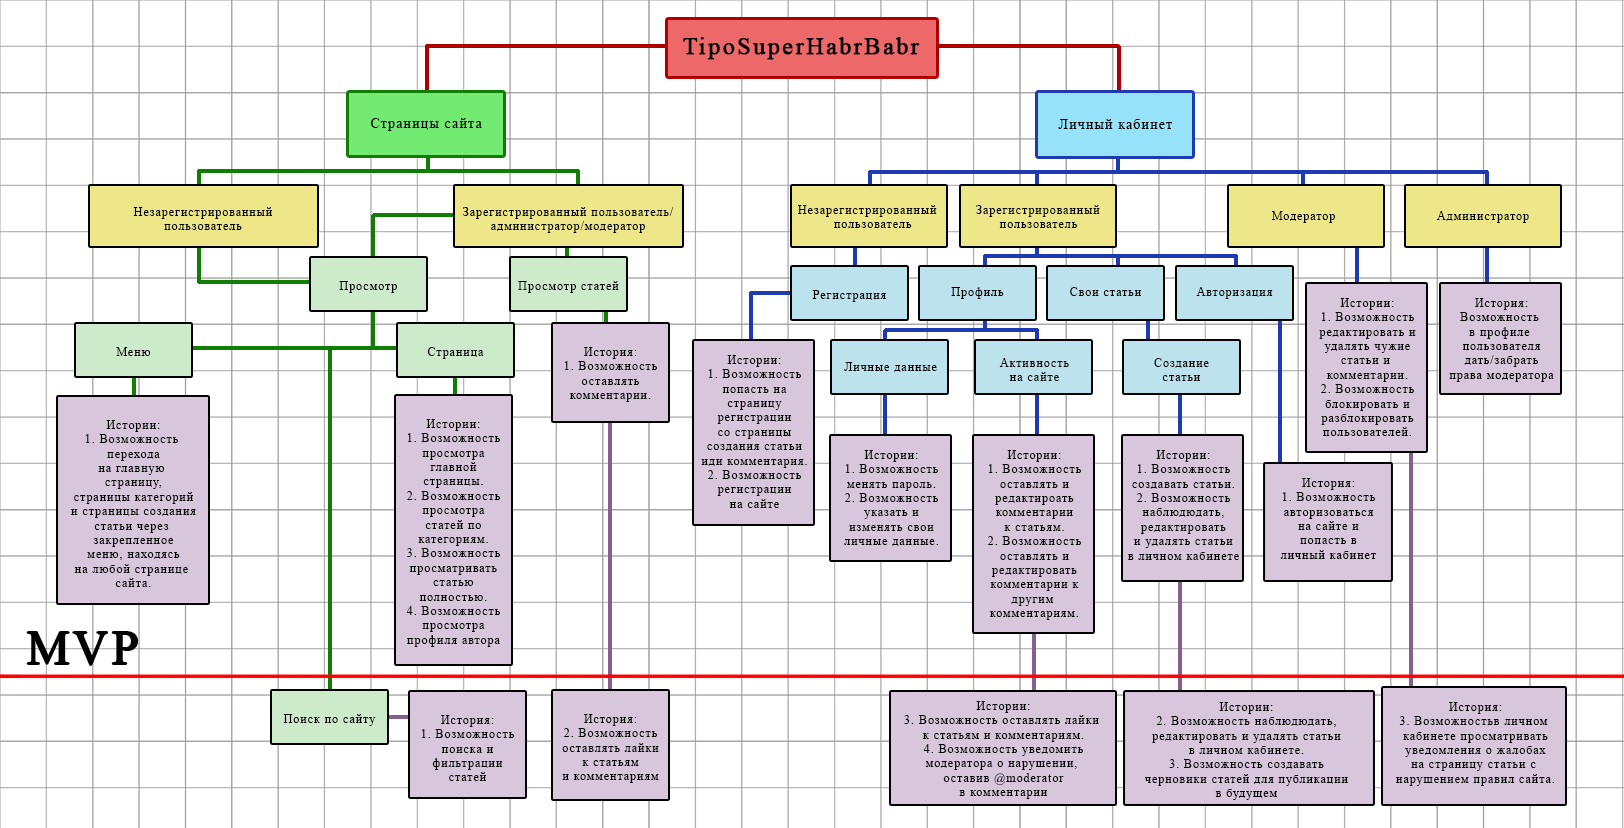 TipoSuperHabrBabr
Страницы сайта
Личный кабинет
Незарегистрированный
пользователь
Зарегистрированный пользователь/
администратор/модератор
Незарегистрированный
пользователь
Зарегистрированный
пользователь
Модератор
Администратор
Просмотр
Просмотр статей
Регистрация
Профиль
Свои статьи
Авторизация
Меню
Страница
Личные данные
Активность
на сайте
Создание
статьи
Истории:
1. Возможность
перехода
на главную
страницу,
страницы категорий
и страницы создания
статьи через
закрепленное
меню, находясь
на любой странице
сайта.
Истории:
1. Возможность
просмотра
главной
страницы.
2. Возможность
просмотра
статей по
категориям.
3. Возможность
просматривать
статью
полностью.
4. Возможность
просмотра
профиля автора
История:
1. Возможность
оставлять
комментарии.
Истории:
1. Возможность
попасть на
страницу
регистрации
со страницы
создания статьи
иди комментария.
2. Возможность
регистрации
на сайте
Истории:
1. Возможность
менять пароль.
2. Возможность
указать и
изменять свои
личные данные.
Истории:
1. Возможность
оставлять и
редактироать
комментарии
к статьям.
2. Возможность
оставлять и
редактировать
комментарии к
другим
комментариям.
Истории:
1. Возможность
создавать статьи.
2. Возможность
наблююдать,
редактировать
и удалять статьи
в личном кабинете
История:
1. Возможность
авторизоваться
на сайте и
попасть в
личный кабинет
Истории:
1. Возможность
редактировать и
удалять чужие
статьи и
комментарии.
2. Возможность
блокировать и
разблокировать
пользователей.
История:
Возможность
в профиле
пользователя
дать/забрать
права модератора
MVP
Поиск по сайту
История:
1. Возможность
поиска и
фильтрации
статей
История:
2. Возможность
оставлять лайки
к статьям
и комментариям
Истории:
3. Возможность оставлять лайки
к статьям и комментариям.
4. Возможность уведомить
модератора о нарушении,
оставив @moderator
в комментарии
Истории:
2. Возможность наблююдать,
редактировать и удалять статьи
в личном кабинете.
3. Возможность создавать
черновики статей для публикации
в будущем
История:
3. Возможностьв личном
кабинете просматривать
уведомления о жалобах
на страницу статьи с
нарушением правил сайта.